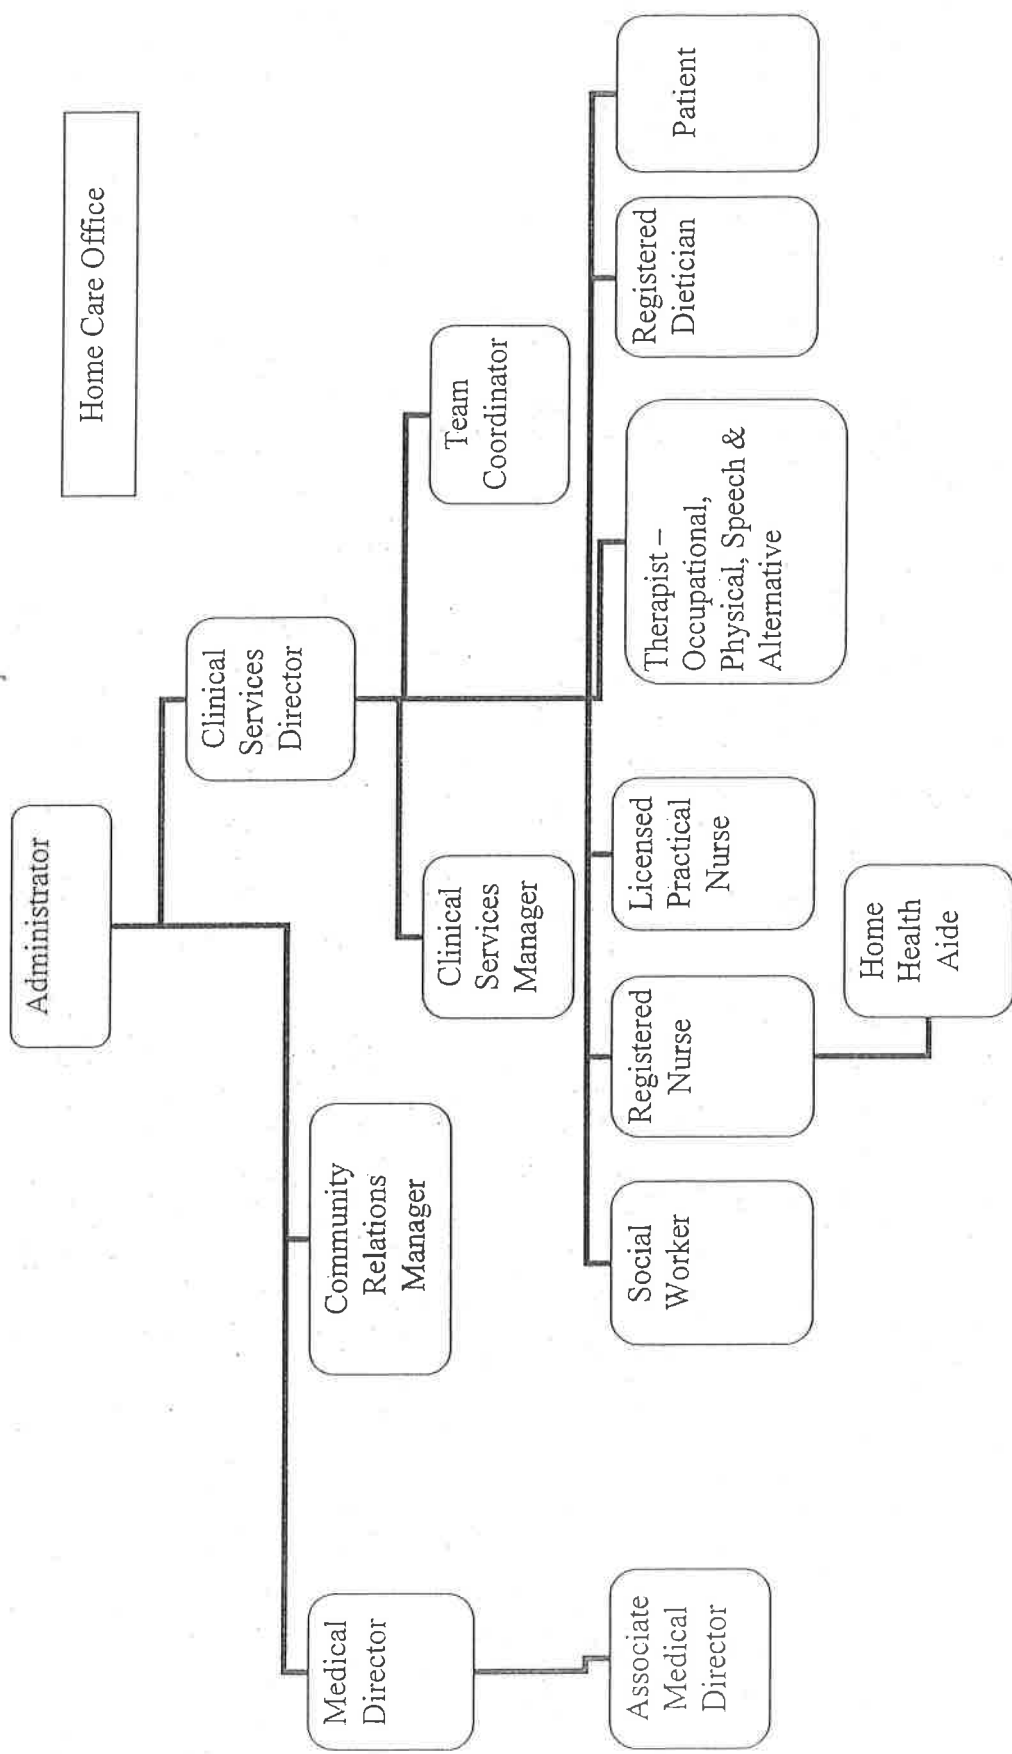 Home Care Office
Administrator
Clinical
Services
Director
Community
Relations
Manager
Medical
Director
Team
Coordinator
Clinical
Services
Manager
Associate
Medical
Director
Social
Worker
Registered
Nurse
Licensed
Practical
Nurse
Therapist –
Occupational,
Physical, Speech &
Alternative
Registered
Dietician
Patient
Home
Health
Aide